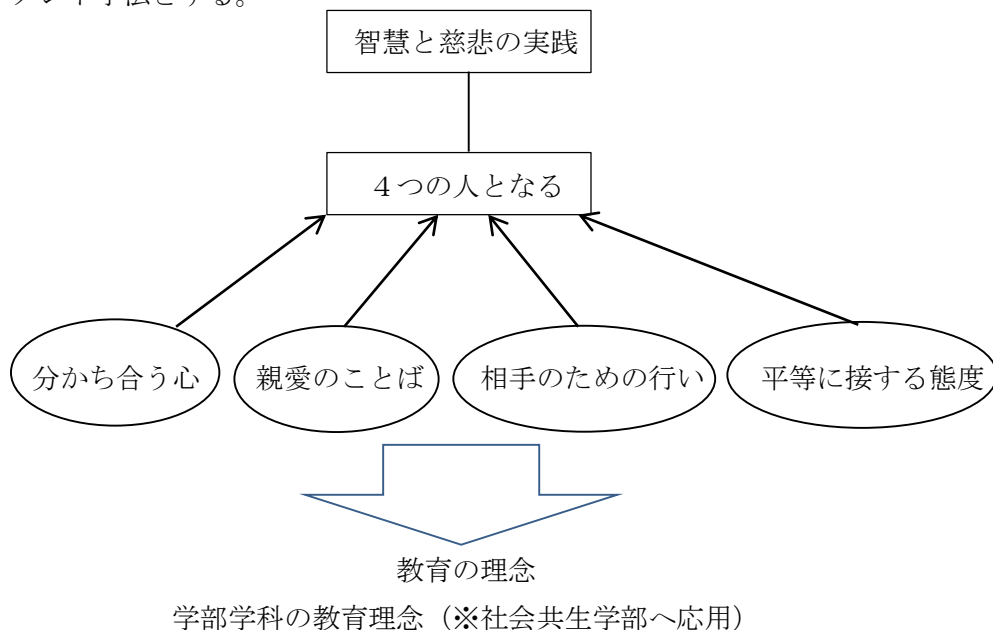 智慧と慈悲の実践
４つの人となる
分かち合う心
親愛のことば
相手のための行い
平等に接する態度
教育の理念
学部学科の教育理念（※社会共生学部へ応用）